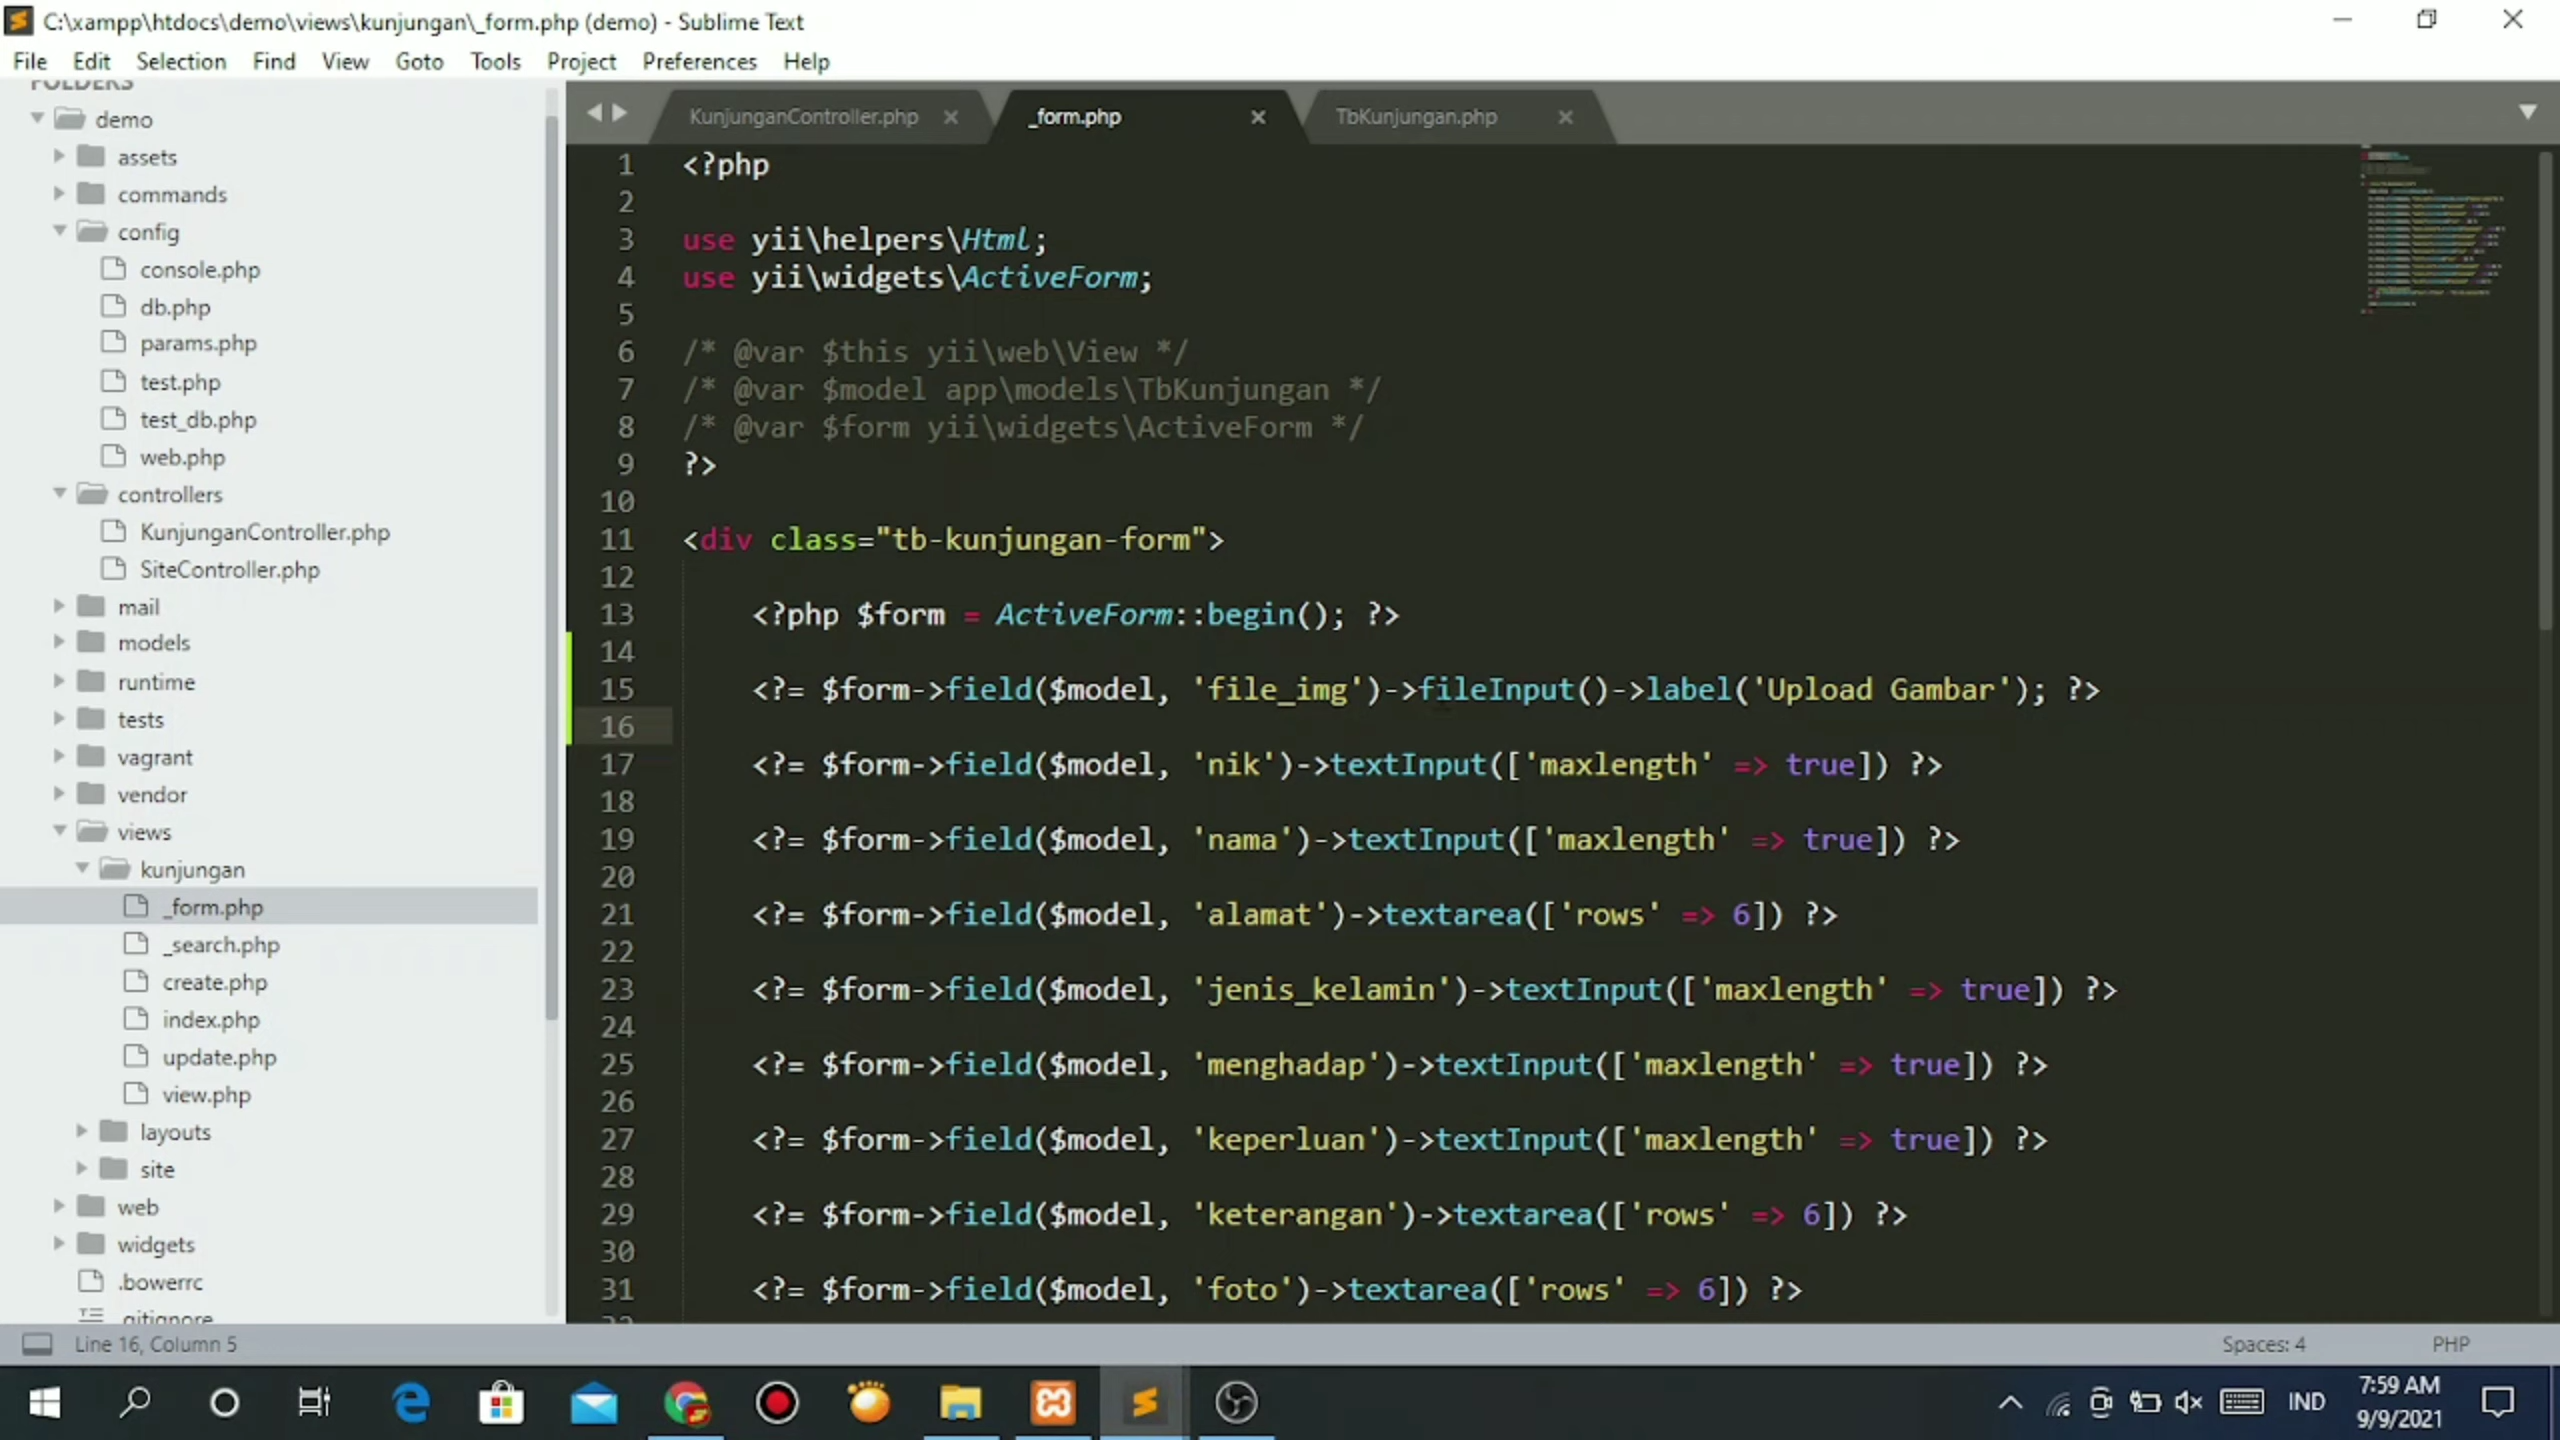 C:\xampp\htdocs\demo\views\kunjungan\_form.php (demo) - Sublime Text
File Edit Selection Find View Goto Tools Project Preferences Help
FOLDERS
demo
assets
commands
config
console.php
db.php
params.php
test.php
test_db.php
web.php
controllers
KunjunganController.php
SiteController.php
mail
models
runtime
tests
vagrant
vendor
views
kunjungan
_form.php
_search.php
create.php
index.php
update.php
view.php
layouts
site
web
widgets
.bowerrc
.gitignore
KunjunganController.php _form.php TbKunjungan.php
1 <?php
2
3 use yii\helpers\Html;
4 use yii\widgets\ActiveForm;
5
6 /* @var $this yii\web\View */
7 /* @var $model app\models\TbKunjungan */
8 /* @var $form yii\widgets\ActiveForm */
9 ?>
10
11 <div class="tb-kunjungan-form">
12
13 <?php $form = ActiveForm::begin(); ?>
14
15 <?= $form->field($model, 'file_img')->fileInput()->label('Upload Gambar'); ?>
16
17 <?= $form->field($model, 'nik')->textInput(['maxlength' => true]) ?>
18
19 <?= $form->field($model, 'nama')->textInput(['maxlength' => true]) ?>
20
21 <?= $form->field($model, 'alamat')->textarea(['rows' => 6]) ?>
22
23 <?= $form->field($model, 'jenis_kelamin')->textInput(['maxlength' => true]) ?>
24
25 <?= $form->field($model, 'menghadap')->textInput(['maxlength' => true]) ?>
26
27 <?= $form->field($model, 'keperluan')->textInput(['maxlength' => true]) ?>
28
29 <?= $form->field($model, 'keterangan')->textarea(['rows' => 6]) ?>
30
31 <?= $form->field($model, 'foto')->textarea(['rows' => 6]) ?>
32
Line 16, Column 5 Spaces: 4 PHP
IND
7:59 AM
9/9/2021